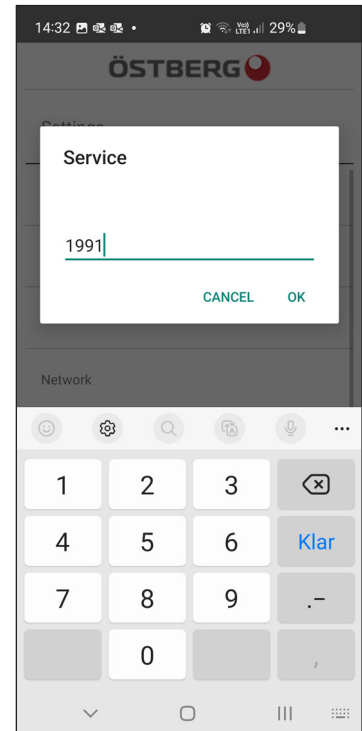 14:32 29%
ÖSTBERG
Settings
Service
1991
CANCEL OK
Network
1 2 3
4 5 6 Klar
7 8 9 .-
0 ,